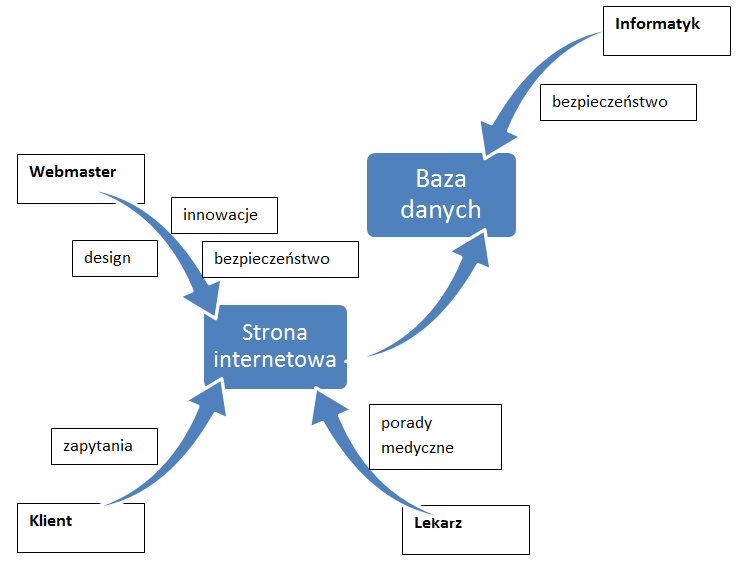 Informatyk
bezpieczeństwo
Baza
danych
Webmaster
innowacje
design
bezpieczeństwo
Strona
internetowa
porady
medyczne
zapytania
Klient
Lekarz